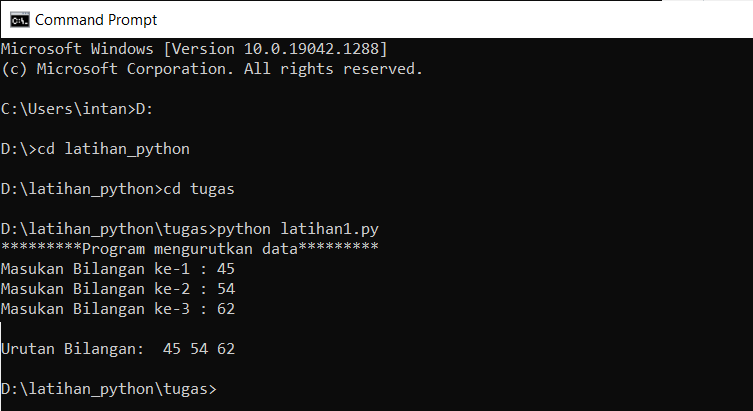 Command Prompt
Microsoft Windows [Version 10.0.19042.1288]
(c) Microsoft Corporation. All rights reserved.
C:\Users\intan>D:
D:\>cd latihan_python
D:\latihan_python>cd tugas
D:\latihan_python\tugas>python latihan1.py
*********Program mengurutkan data*********
Masukan Bilangan ke-1 : 45
Masukan Bilangan ke-2 : 54
Masukan Bilangan ke-3 : 62
Urutan Bilangan:  45 54 62
D:\latihan_python\tugas>